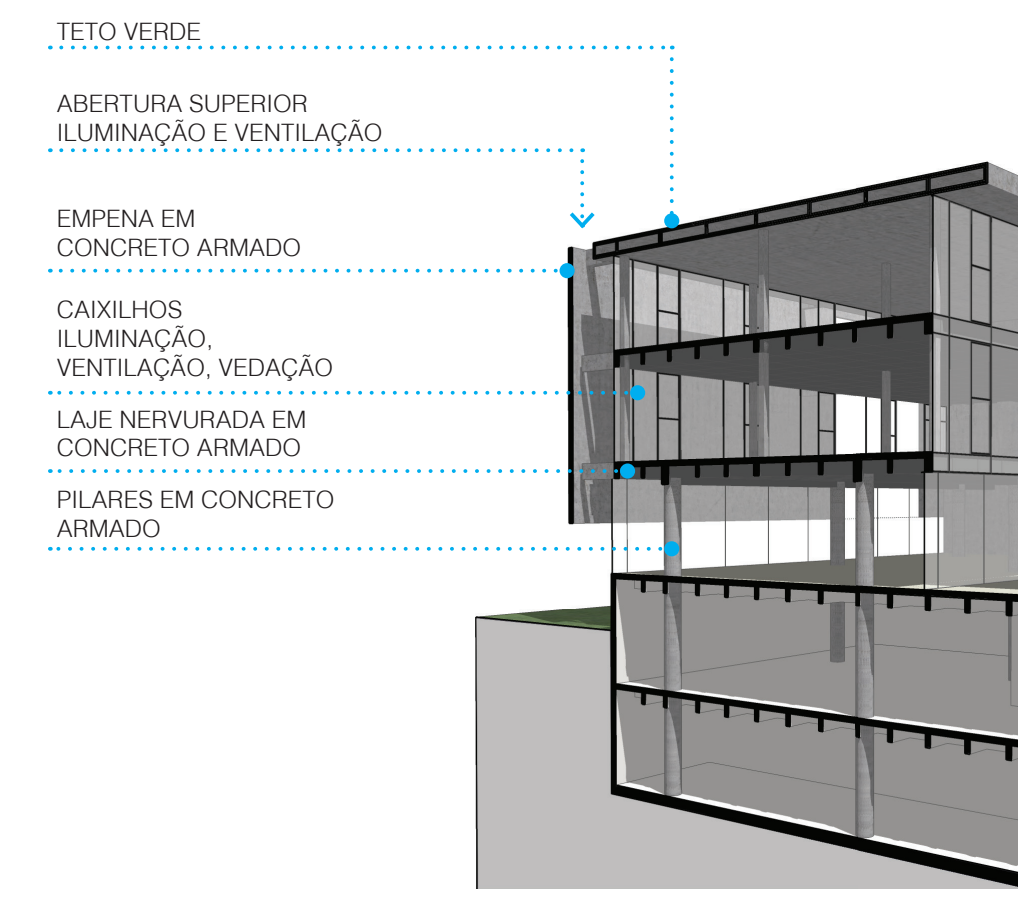 TETO VERDE
ABERTURA SUPERIOR
ILUMINAÇÃO E VENTILAÇÃO
EMPENA EM
CONCRETO ARMADO
CAIXILHOS
ILUMINAÇÃO,
VENTILAÇÃO, VEDAÇÃO
LAJE NERVURADA EM
CONCRETO ARMADO
PILARES EM CONCRETO
ARMADO